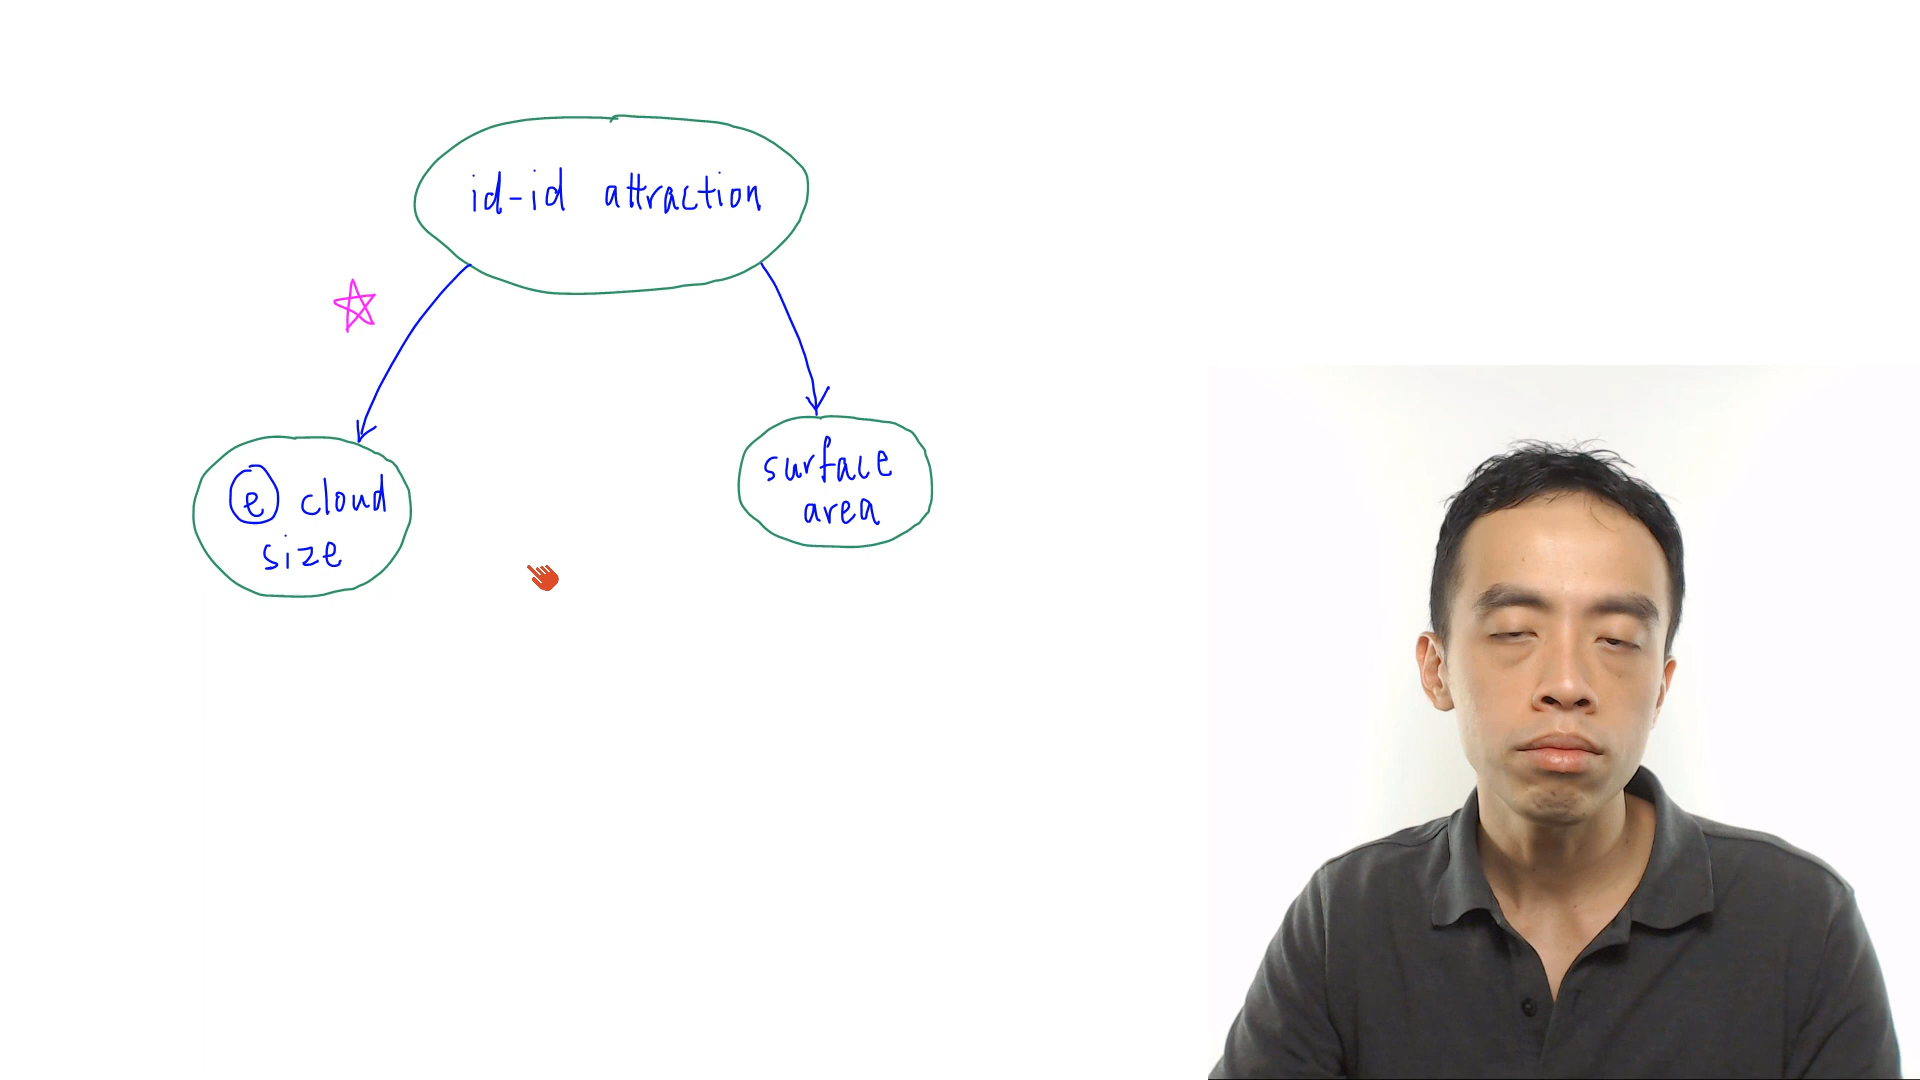 id-id attraction
e cloud
size
surface
area